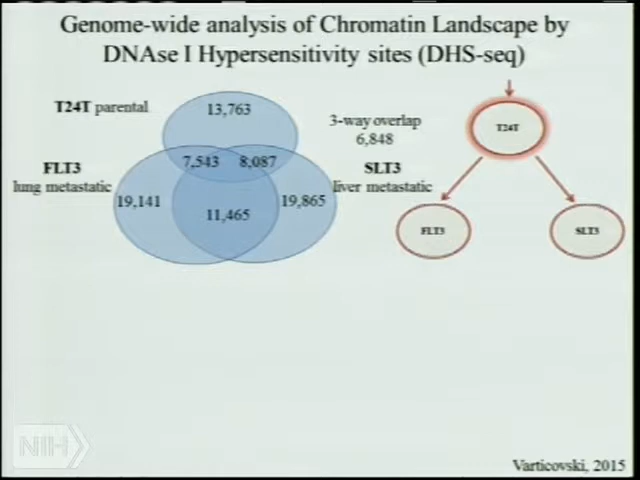 Genome-wide analysis of Chromatin Landscape by
DNAse I Hypersensitivity sites (DHS-seq)
T24T parental
13,763
3-way overlap
6,848
T24T
FLT3
lung metastatic
7,543
8,087
SLT3
liver metastatic
19,141
11,465
19,865
FLT3
SLT3
NIH
Varticovski, 2015